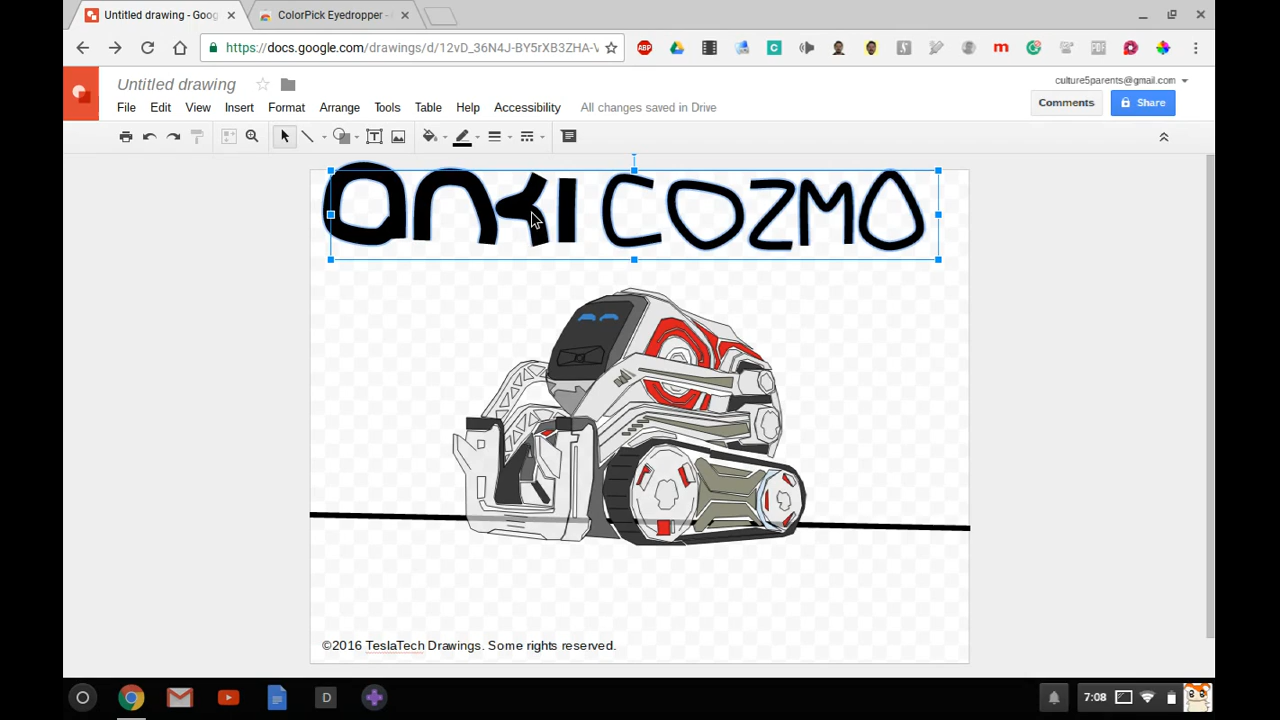 Untitled drawing - Goog
ColorPick Eyedropper -
https://docs.google.com/drawings/d/12vD_36N4J-BY5rXB3ZHA-V
ABP
Untitled drawing
culture5parents@gmail.com
File Edit View Insert Format Arrange Tools Table Help Accessibility All changes saved in Drive
Comments
Share
anki COZMO
©2016 TeslaTech Drawings. Some rights reserved.
D
7:08